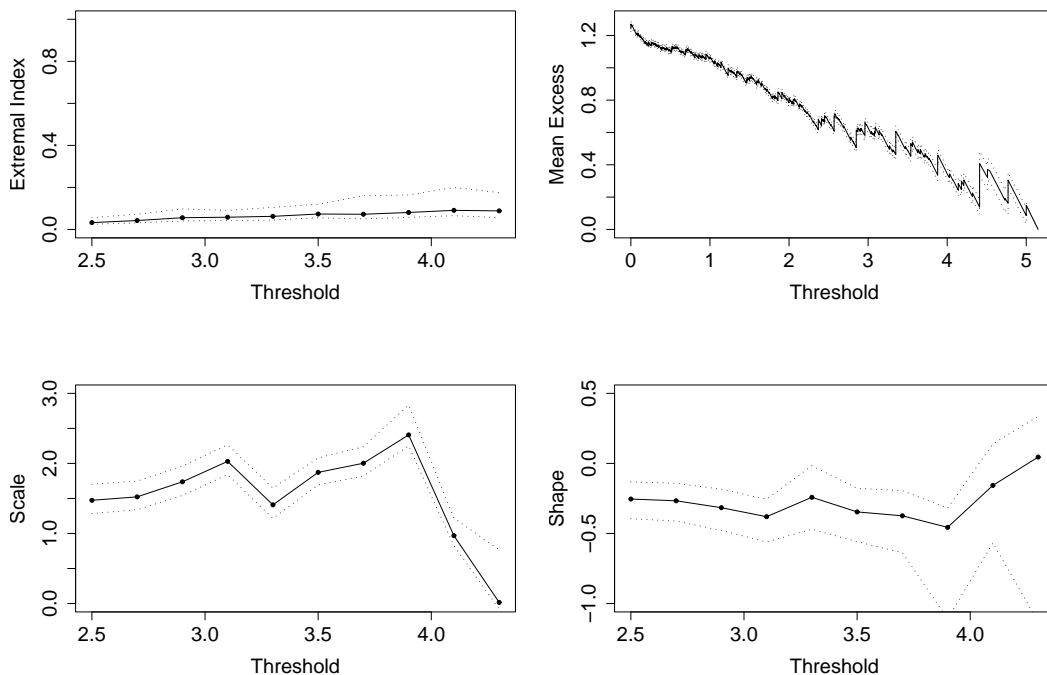 Extremal Index
0.0 0.4 0.8
2.5 3.0 3.5 4.0
Threshold
Mean Excess
0.0 0.4 0.8 1.2
0 1 2 3 4 5
Threshold
Scale
0.0 1.0 2.0 3.0
2.5 3.0 3.5 4.0
Threshold
Shape
−1.0 −0.5 0.0 0.5
2.5 3.0 3.5 4.0
Threshold